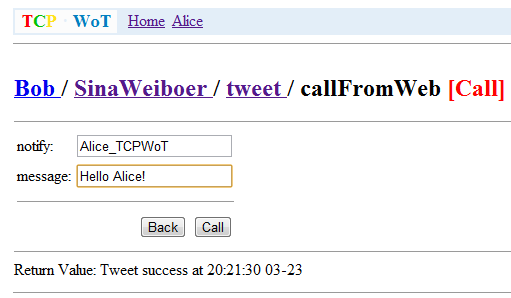 TCP · WoT Home Alice
Bob / SinaWeiboer / tweet / callFromWeb [Call]
notify: Alice_TCPWoT
message: Hello Alice!
Back Call
Return Value: Tweet success at 20:21:30 03-23